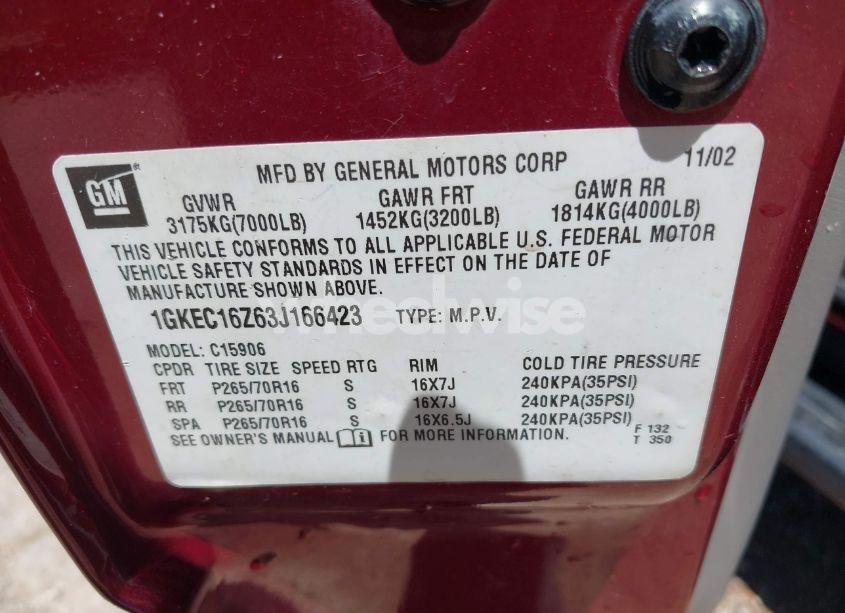 GM
MFD BY GENERAL MOTORS CORP 11/02
GVWR GAWR FRT GAWR RR
3175KG(7000LB) 1452KG(3200LB) 1814KG(4000LB)
THIS VEHICLE CONFORMS TO ALL APPLICABLE U.S. FEDERAL MOTOR
VEHICLE SAFETY STANDARDS IN EFFECT ON THE DATE OF
MANUFACTURE SHOWN ABOVE.
1GKEC16Z63J166423 TYPE: M.P.V.
MODEL: C15906
CPDR TIRE SIZE SPEED RTG RIM COLD TIRE PRESSURE
FRT P265/70R16 S 16X7J 240KPA(35PSI)
RR P265/70R16 S 16X7J 240KPA(35PSI)
SPA P265/70R16 S 16X6.5J 240KPA(35PSI)
SEE OWNER'S MANUAL FOR MORE INFORMATION.
F 132
T 350
wheelwise